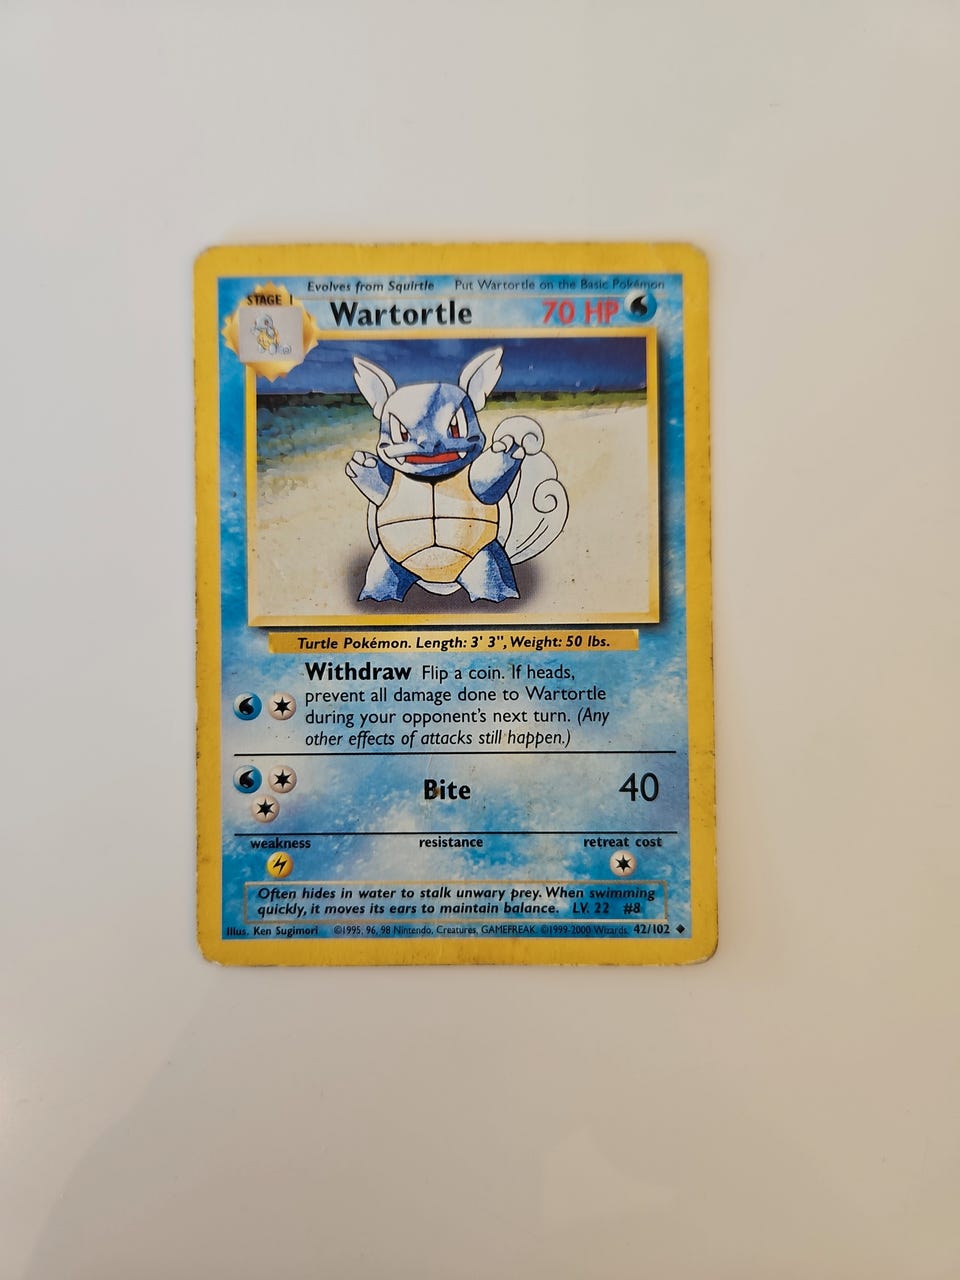 Evolves from Squirtle Put Wartortle on the Basic Pokémon
STAGE 1
Wartortle 70 HP
Turtle Pokémon. Length: 3' 3", Weight: 50 lbs.
Withdraw Flip a coin. If heads,
prevent all damage done to Wartortle
during your opponent's next turn. (Any
other effects of attacks still happen.)
Bite 40
weakness resistance retreat cost
Often hides in water to stalk unwary prey. When swimming
quickly, it moves its ears to maintain balance. LV. 22 #8
Illus. Ken Sugimori ©1995, 96, 98 Nintendo, Creatures, GAMEFREAK. ©1999-2000 Wizards. 42/102